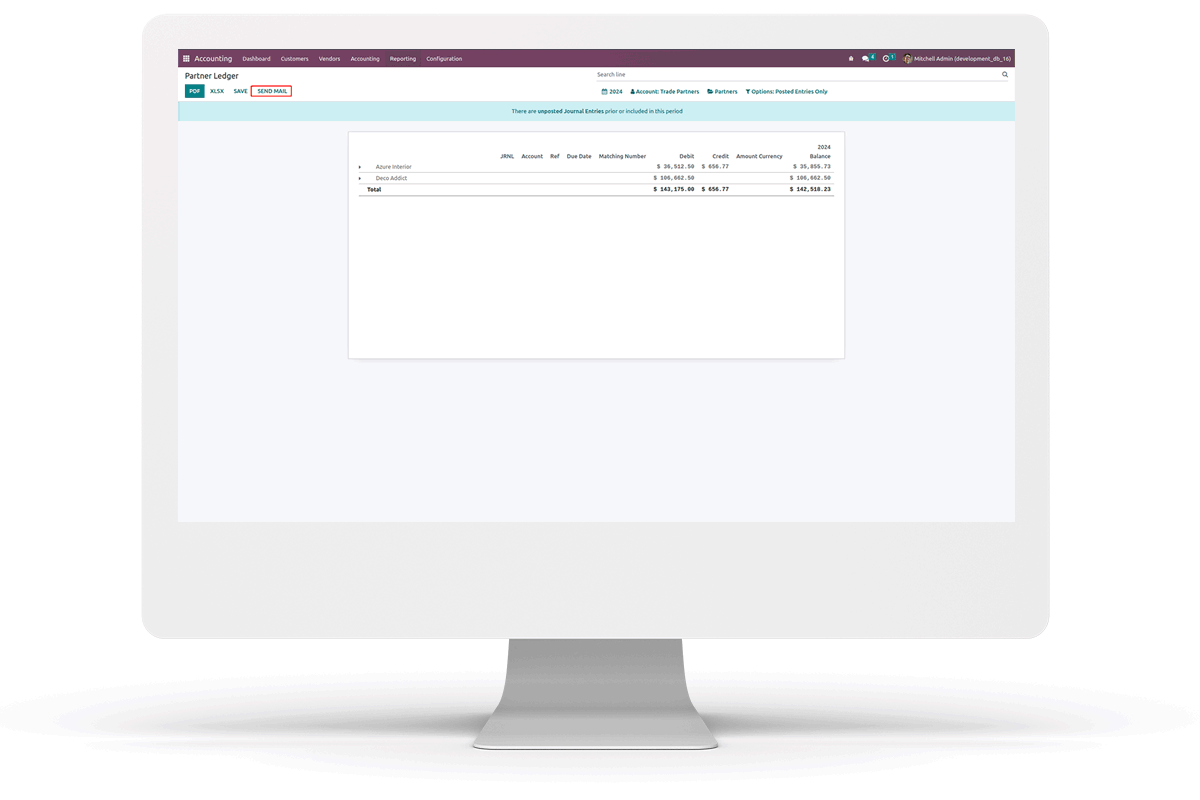 Accounting Dashboard Customers Vendors Accounting Reporting Configuration 4 1 Mitchell Admin (development_db_16)
Partner Ledger
Search line
PDF XLSX SAVE SEND MAIL
2024 Account: Trade Partners Partners Options: Posted Entries Only
There are unposted Journal Entries prior or included in this period
2024
JRNL Account Ref Due Date Matching Number Debit Credit Amount Currency Balance
Azure Interior $ 36,512.50 $ 656.77 $ 35,855.73
Deco Addict $ 106,662.50 $ 106,662.50
Total $ 143,175.00 $ 656.77 $ 142,518.23